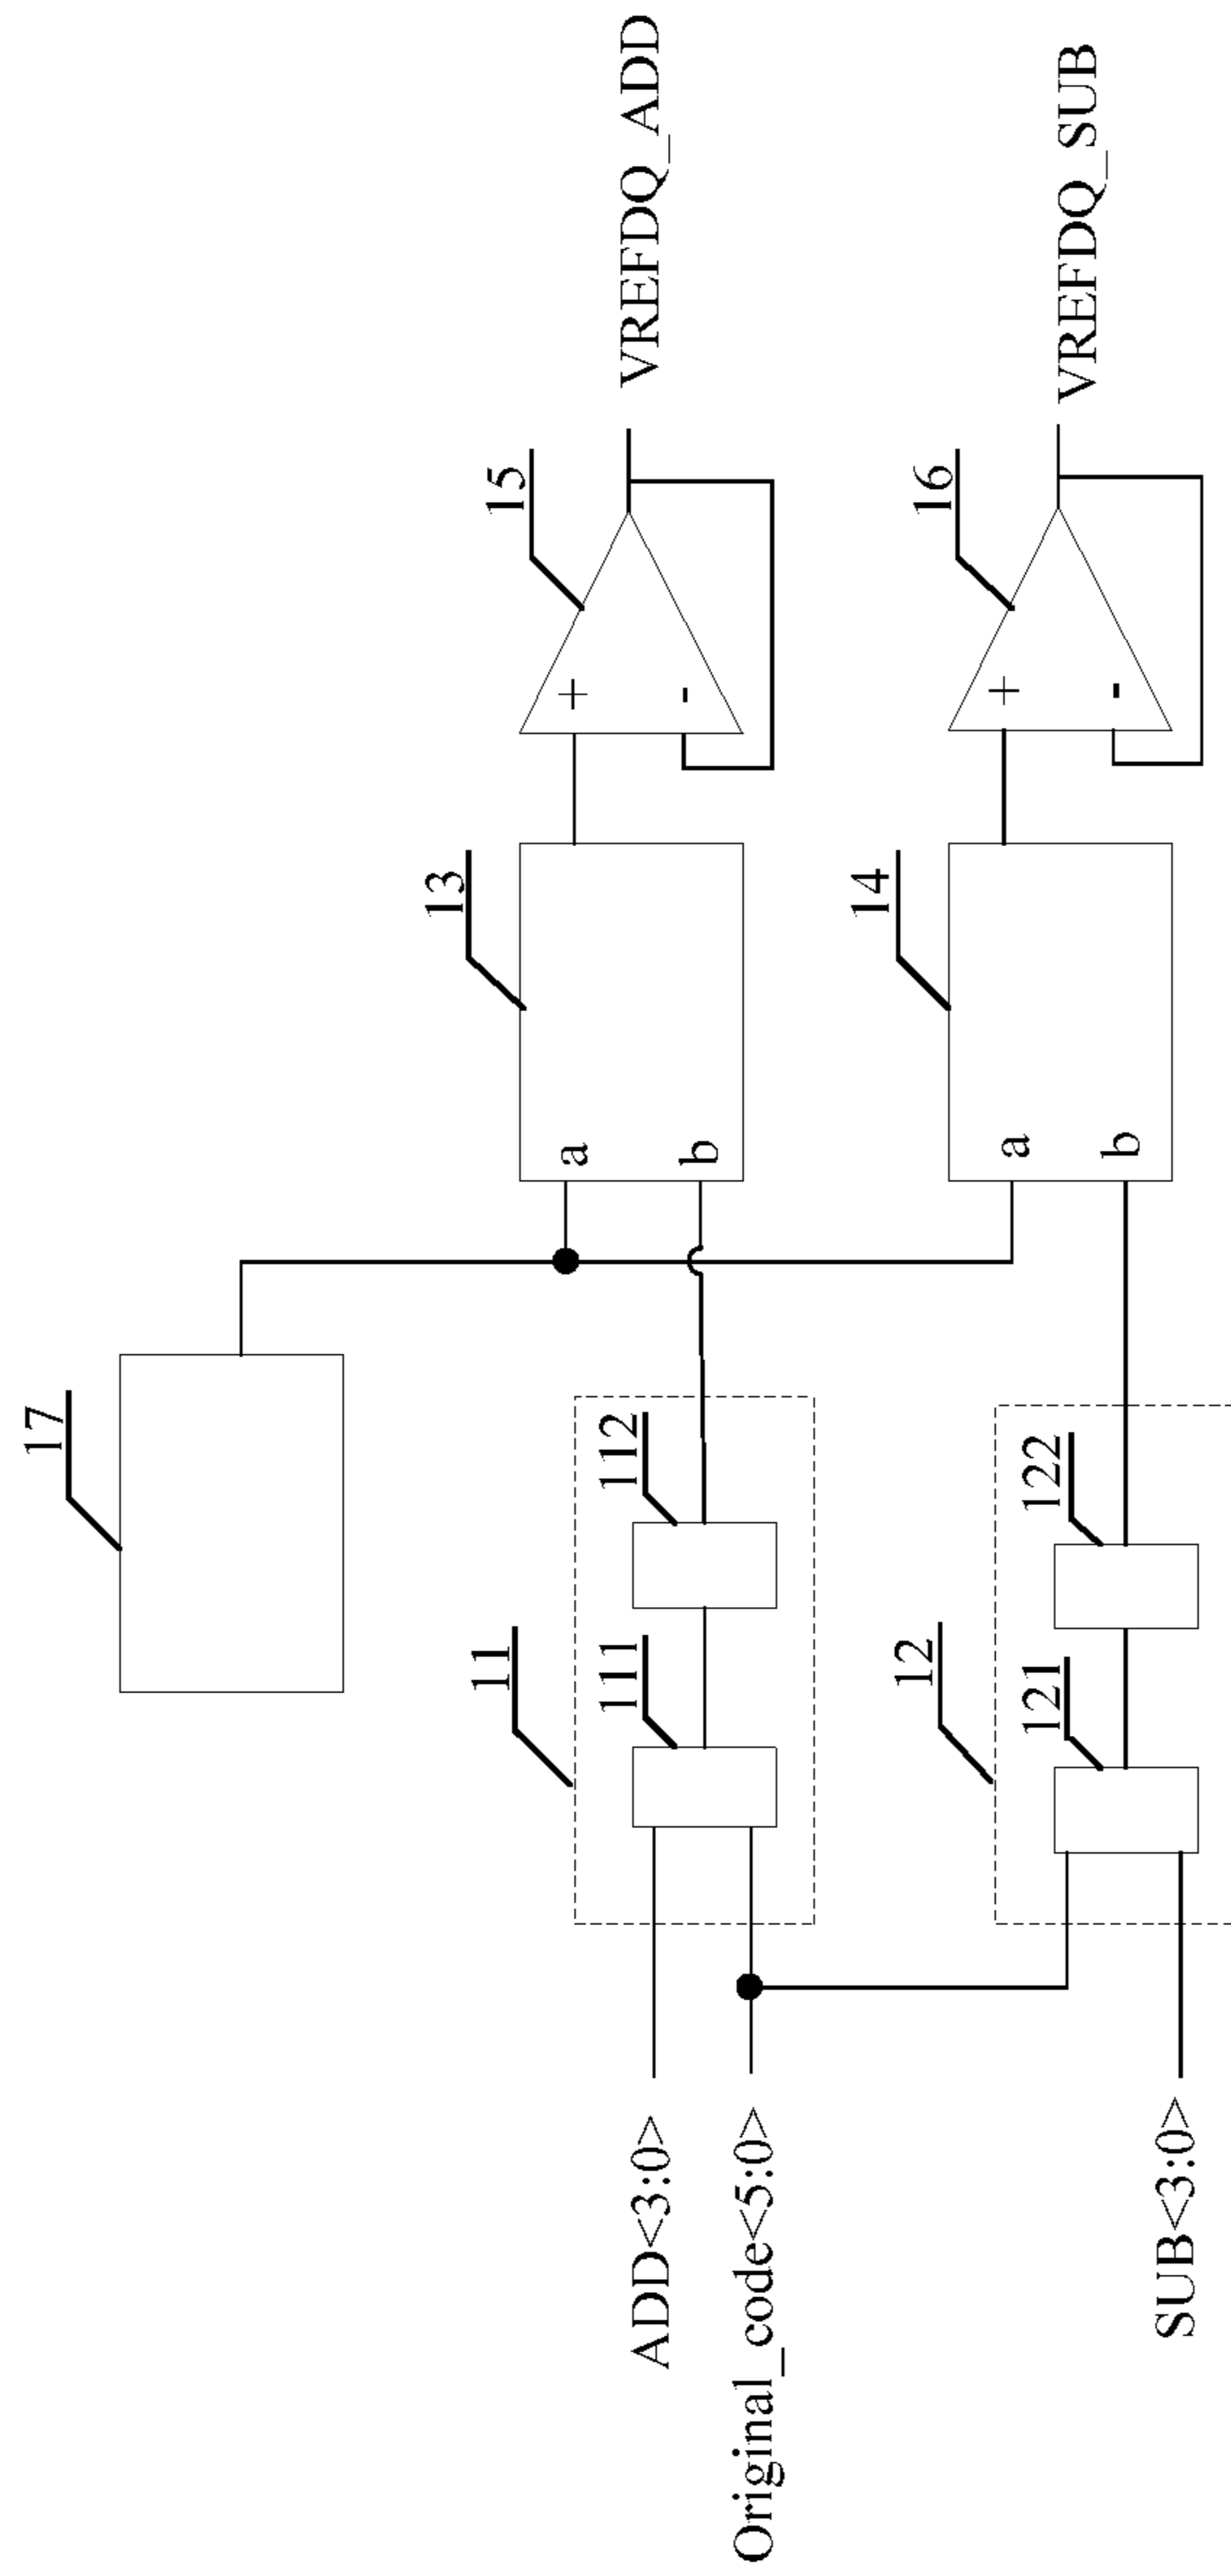 17
15
VREFDQ_ADD
13
a
b
+
-
11
111
112
ADD<3:0>
Original_code<5:0>
16
VREFDQ_SUB
14
a
b
+
-
12
121
122
SUB<3:0>